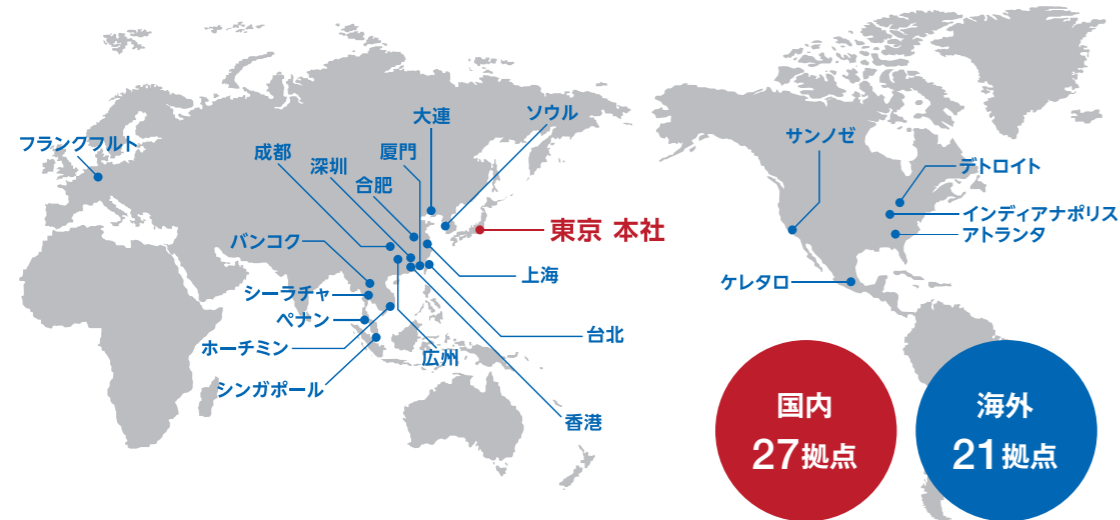 大連
ソウル
フランクフルト
成都
厦門
深圳
合肥
東京 本社
バンコク
上海
シーラチャ
ペナン
台北
ホーチミン
広州
シンガポール
香港
サンノゼ
デトロイト
インディアナポリス
アトランタ
ケレタロ
国内
27拠点
海外
21拠点